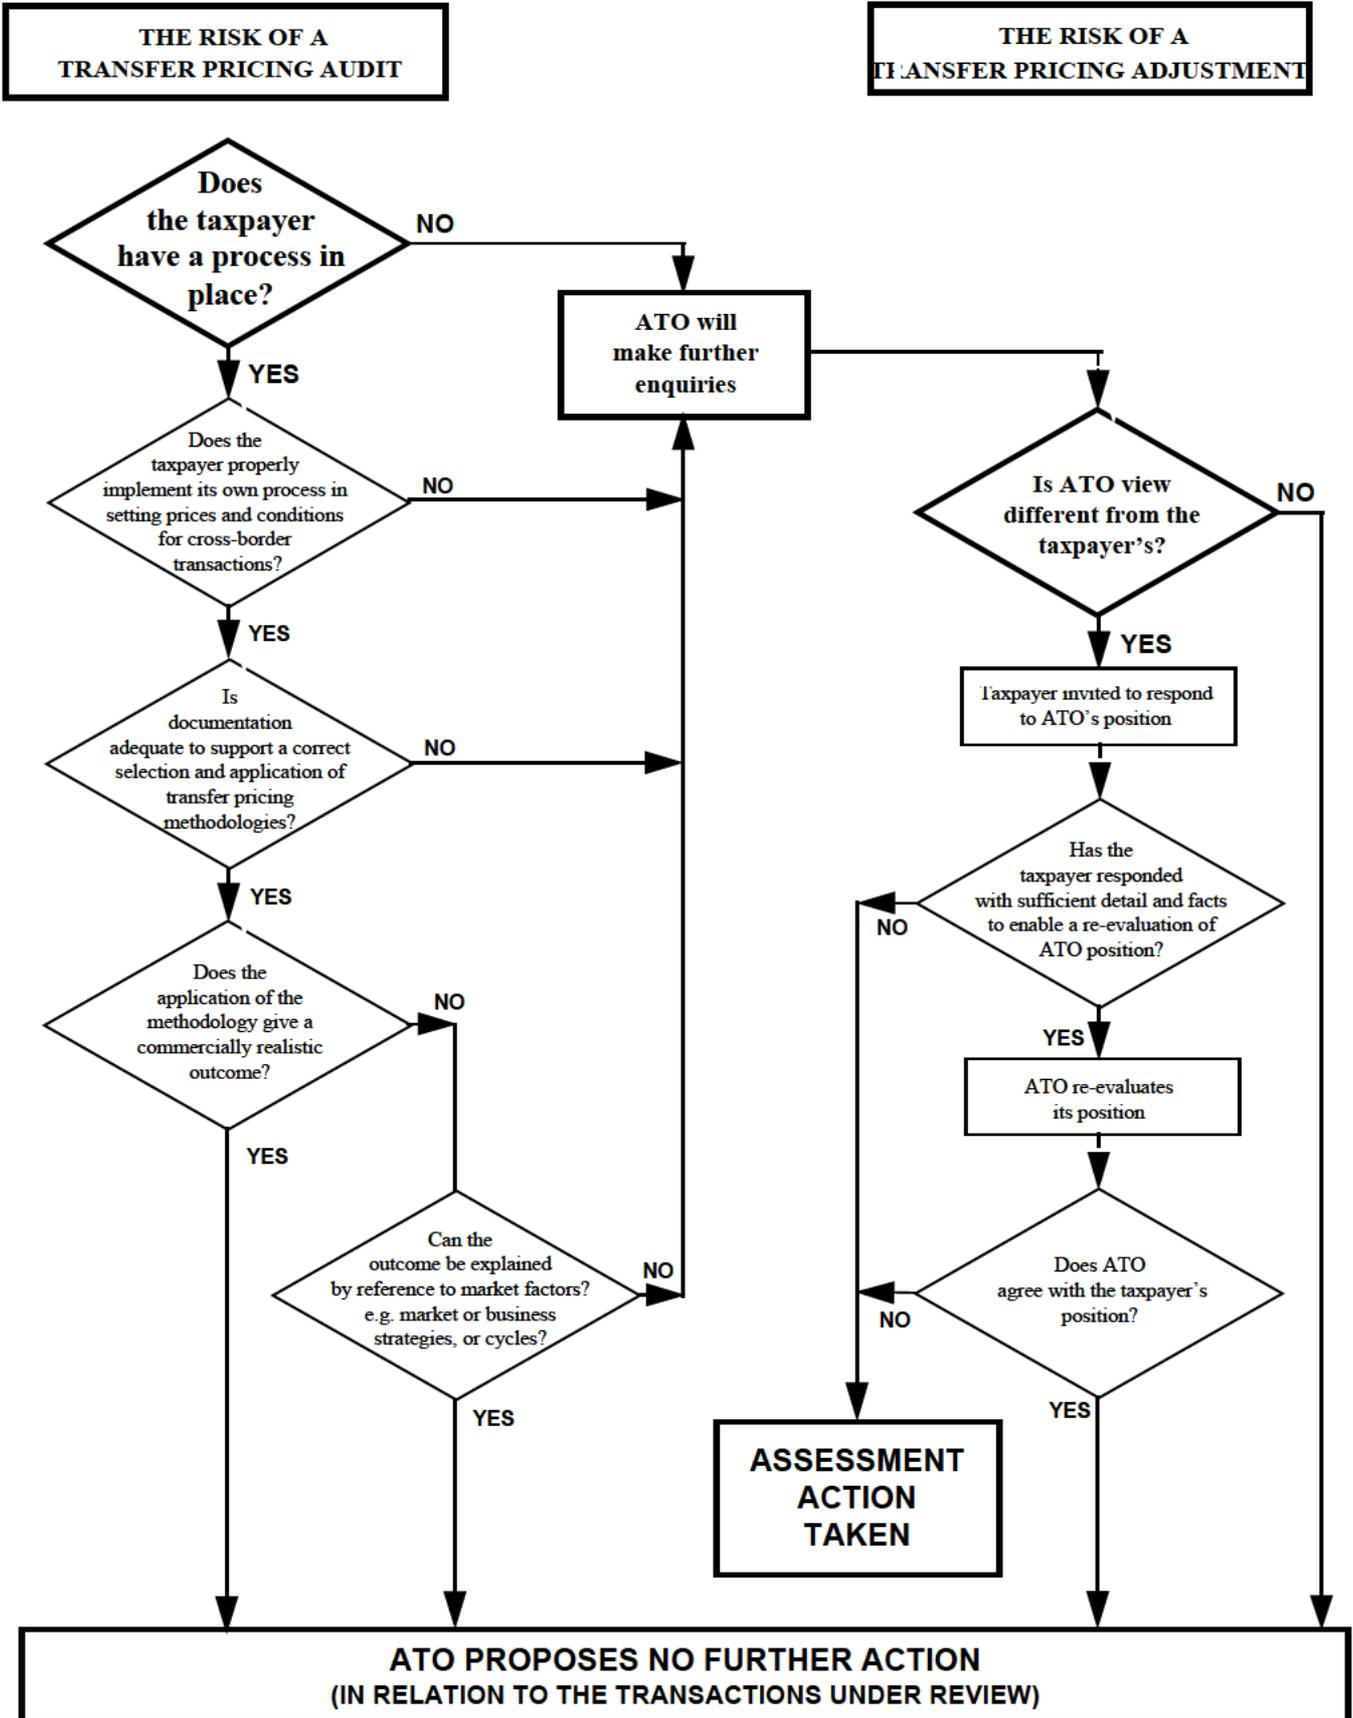 THE RISK OF A
TRANSFER PRICING AUDIT
THE RISK OF A
TRANSFER PRICING ADJUSTMENT
Does
the taxpayer
have a process in
place?
NO
YES
ATO will
make further
enquiries
Does the
taxpayer properly
implement its own process in
setting prices and conditions
for cross-border
transactions?
NO
YES
Is
documentation
adequate to support a correct
selection and application of
transfer pricing
methodologies?
NO
YES
Does the
application of the
methodology give a
commercially realistic
outcome?
NO
YES
Can the
outcome be explained
by reference to market factors?
e.g. market or business
strategies, or cycles?
NO
YES
Is ATO view
different from the
taxpayer's?
NO
YES
Taxpayer invited to respond
to ATO's position
Has the
taxpayer responded
with sufficient detail and facts
to enable a re-evaluation of
ATO position?
NO
YES
ATO re-evaluates
its position
Does ATO
agree with the taxpayer's
position?
NO
YES
ASSESSMENT
ACTION
TAKEN
ATO PROPOSES NO FURTHER ACTION
(IN RELATION TO THE TRANSACTIONS UNDER REVIEW)